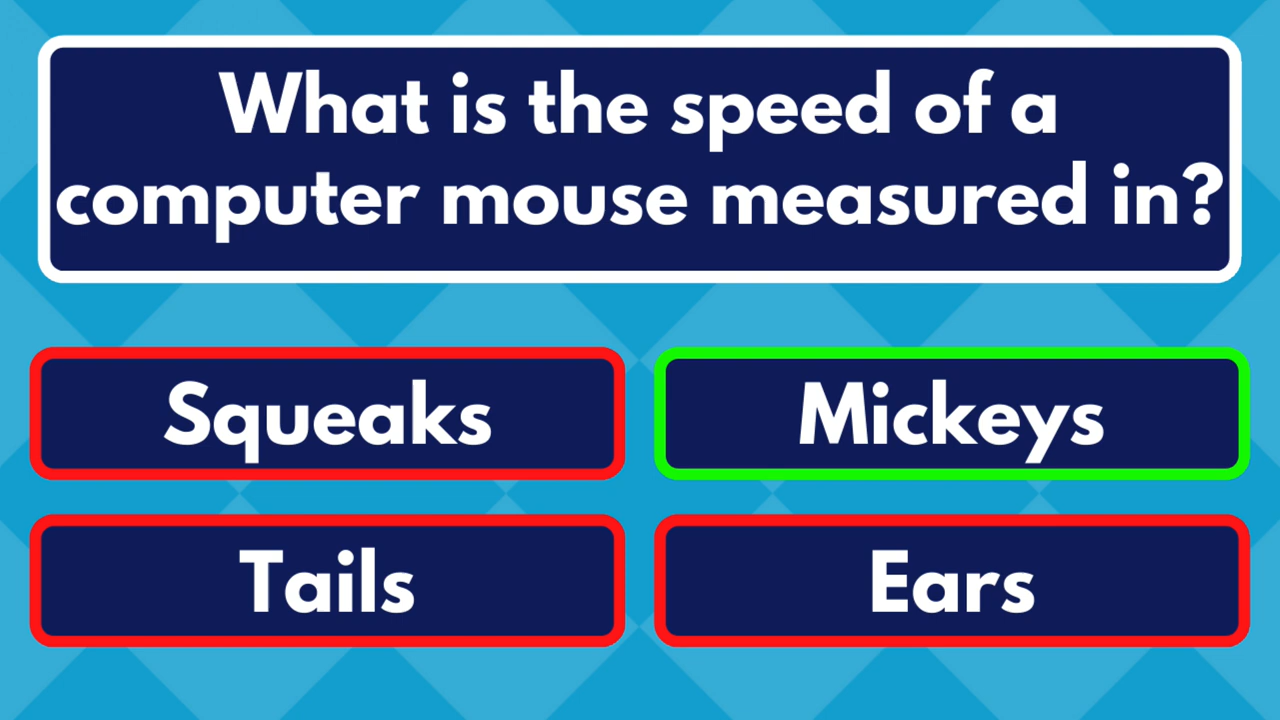 What is the speed of a
computer mouse measured in?
Squeaks
Mickeys
Tails
Ears